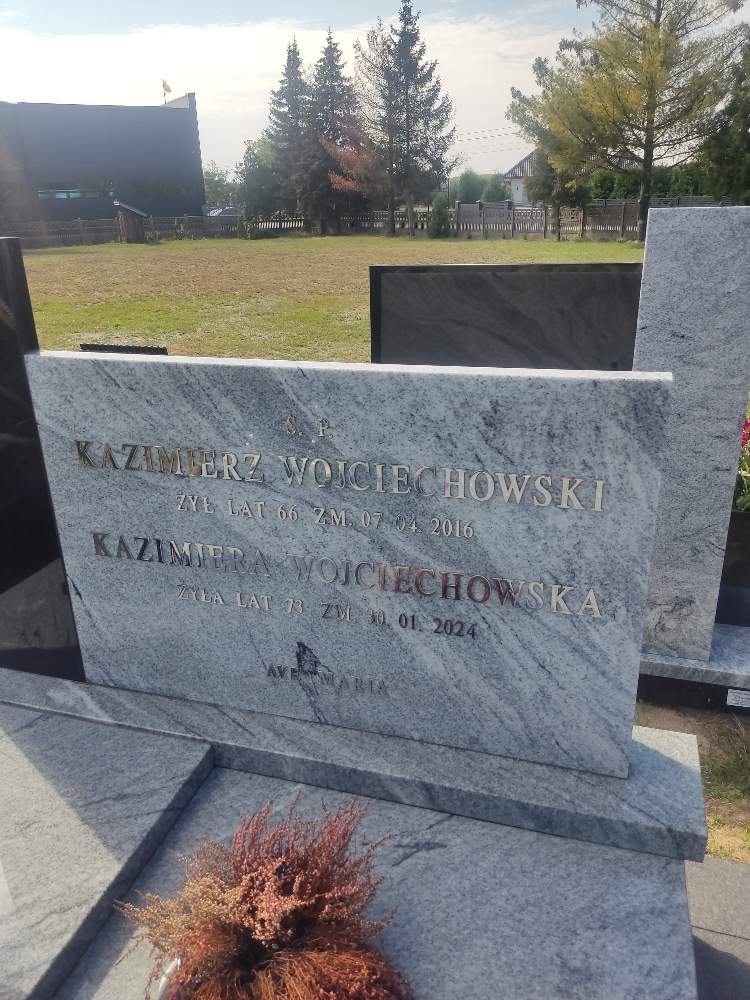 Ś. P.
KAZIMIERZ WOJCIECHOWSKI
ŻYŁ LAT 66 ZM. 07 04. 2016
KAZIMIERA WOJCIECHOWSKA
ŻYŁA LAT 73 ZM. 30. 01. 2024
AVE MARIA